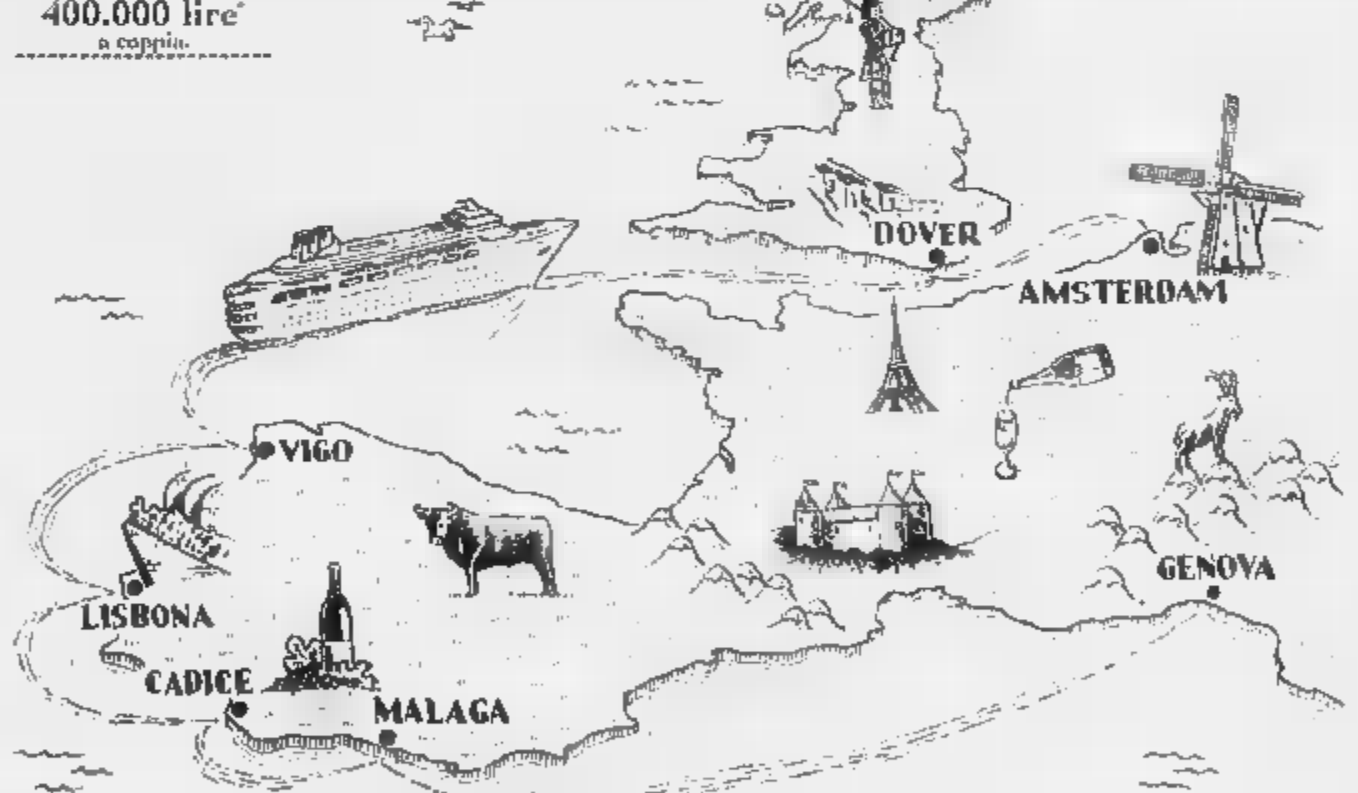 400.000 lire*
a coppia.
DOVER
AMSTERDAM
VIGO
GENOVA
LISBONA
CADICE
MALAGA